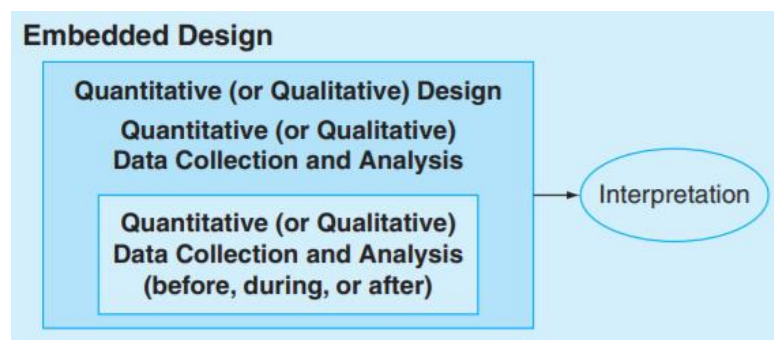 Embedded Design
Quantitative (or Qualitative) Design
Quantitative (or Qualitative)
Data Collection and Analysis
Quantitative (or Qualitative)
Data Collection and Analysis
(before, during, or after)
Interpretation